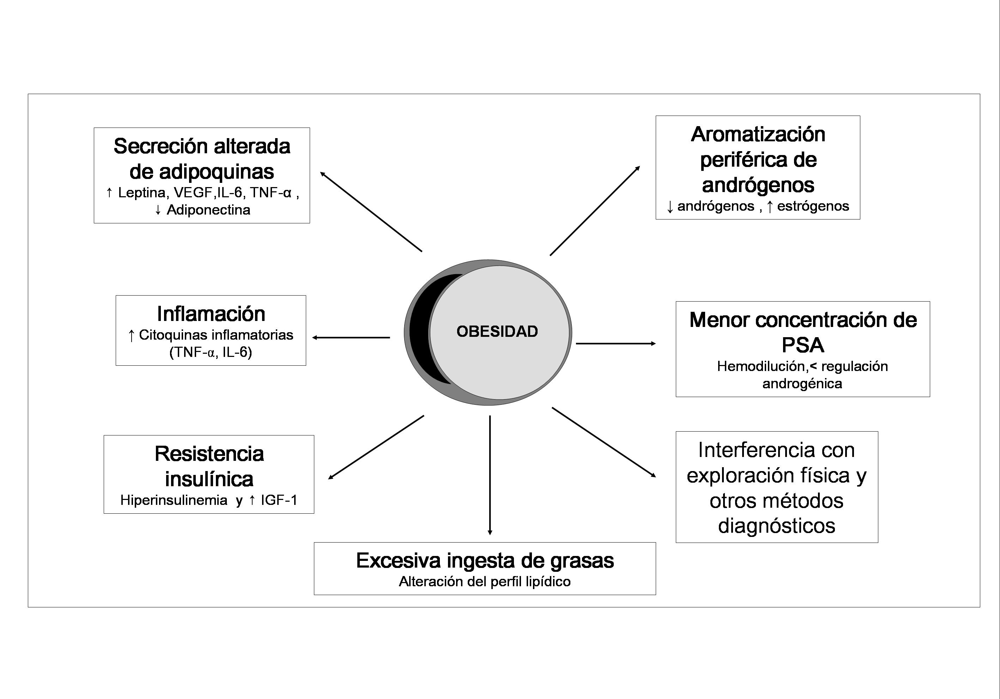 Secreción alterada
de adipoquinas
↑ Leptina, VEGF,IL-6, TNF-α ,
↓ Adiponectina
Aromatización
periférica de
andrógenos
↓ andrógenos , ↑ estrógenos
Inflamación
↑ Citoquinas inflamatorias
(TNF-α, IL-6)
OBESIDAD
Menor concentración de
PSA
Hemodilución,< regulación
androgénica
Resistencia
insulínica
Hiperinsulinemia y ↑ IGF-1
Interferencia con
exploración física y
otros métodos
diagnósticos
Excesiva ingesta de grasas
Alteración del perfil lipídico